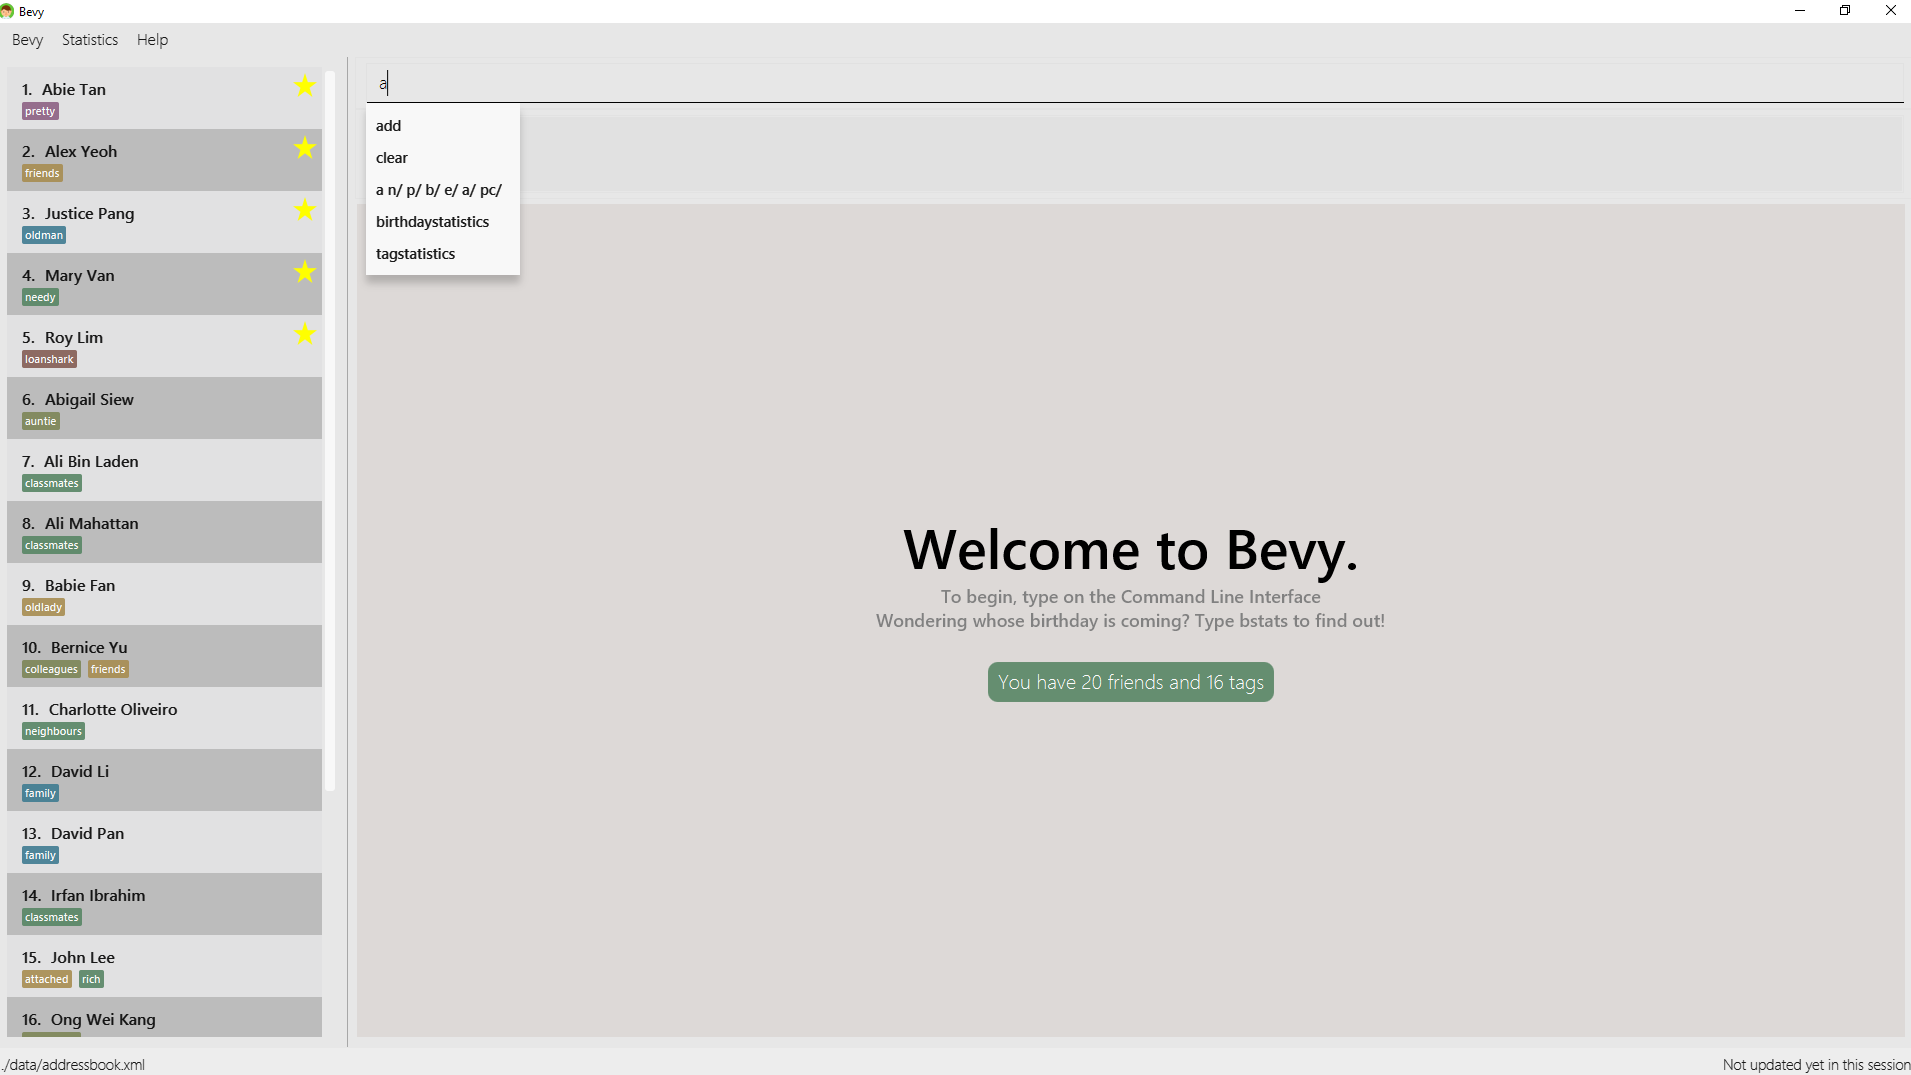 Bevy
Bevy Statistics Help
1. Abie Tan
pretty
2. Alex Yeoh
friends
3. Justice Pang
oldman
4. Mary Van
needy
5. Roy Lim
loanshark
6. Abigail Siew
auntie
7. Ali Bin Laden
classmates
8. Ali Mahattan
classmates
9. Babie Fan
oldlady
10. Bernice Yu
colleagues friends
11. Charlotte Oliveiro
neighbours
12. David Li
family
13. David Pan
family
14. Irfan Ibrahim
classmates
15. John Lee
attached rich
16. Ong Wei Kang
a
add
clear
a n/ p/ b/ e/ a/ pc/
birthdaystatistics
tagstatistics
Welcome to Bevy.
To begin, type on the Command Line Interface
Wondering whose birthday is coming? Type bstats to find out!
You have 20 friends and 16 tags
./data/addressbook.xml
Not updated yet in this session